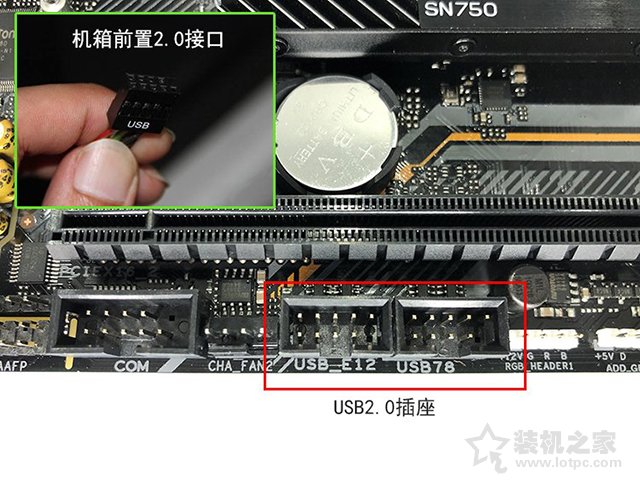 SN750
机箱前置2.0接口
USB
PCIEX16_2
AAFP
COM
CHA_FAN2
USB_E12
USB78
+12V G R B
RGB_HEADER1
+5V D
ADD_G
USB2.0插座
装机之家
www.lotpc.com